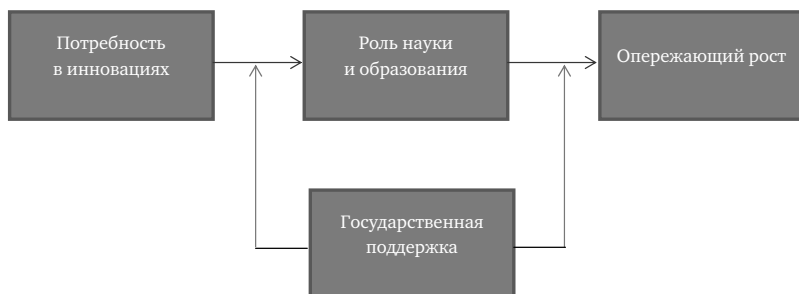 Потребность
в инновациях
Роль науки
и образования
Опережающий рост
Государственная
поддержка